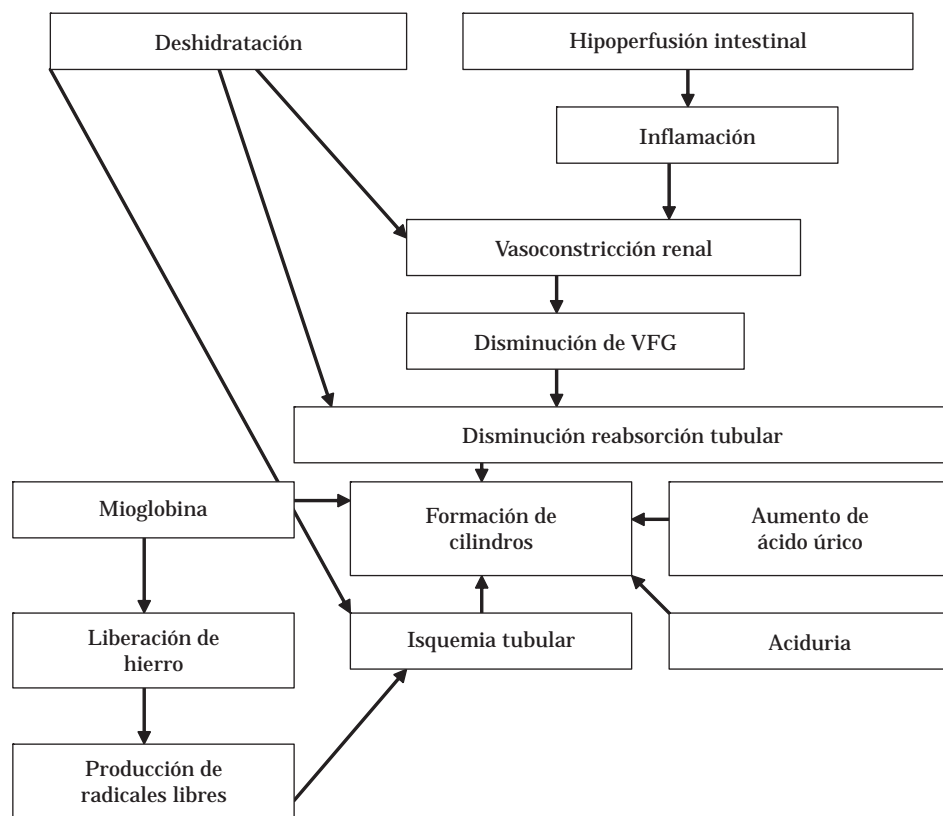 Deshidratación
Hipoperfusión intestinal
Inflamación
Vasoconstricción renal
Disminución de VFG
Disminución reabsorción tubular
Mioglobina
Formación de
cilindros
Aumento de
ácido úrico
Liberación de
hierro
Isquemia tubular
Aciduria
Producción de
radicales libres